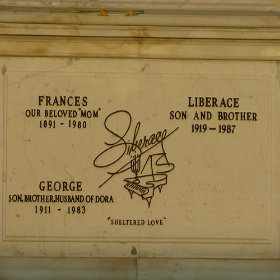 FRANCES
OUR BELOVED "MOM"
1891 - 1980
LIBERACE
SON AND BROTHER
1919 - 1987
Liberace
GEORGE
SON, BROTHER, HUSBAND OF DORA
1911 - 1983
"SHELTERED LOVE"